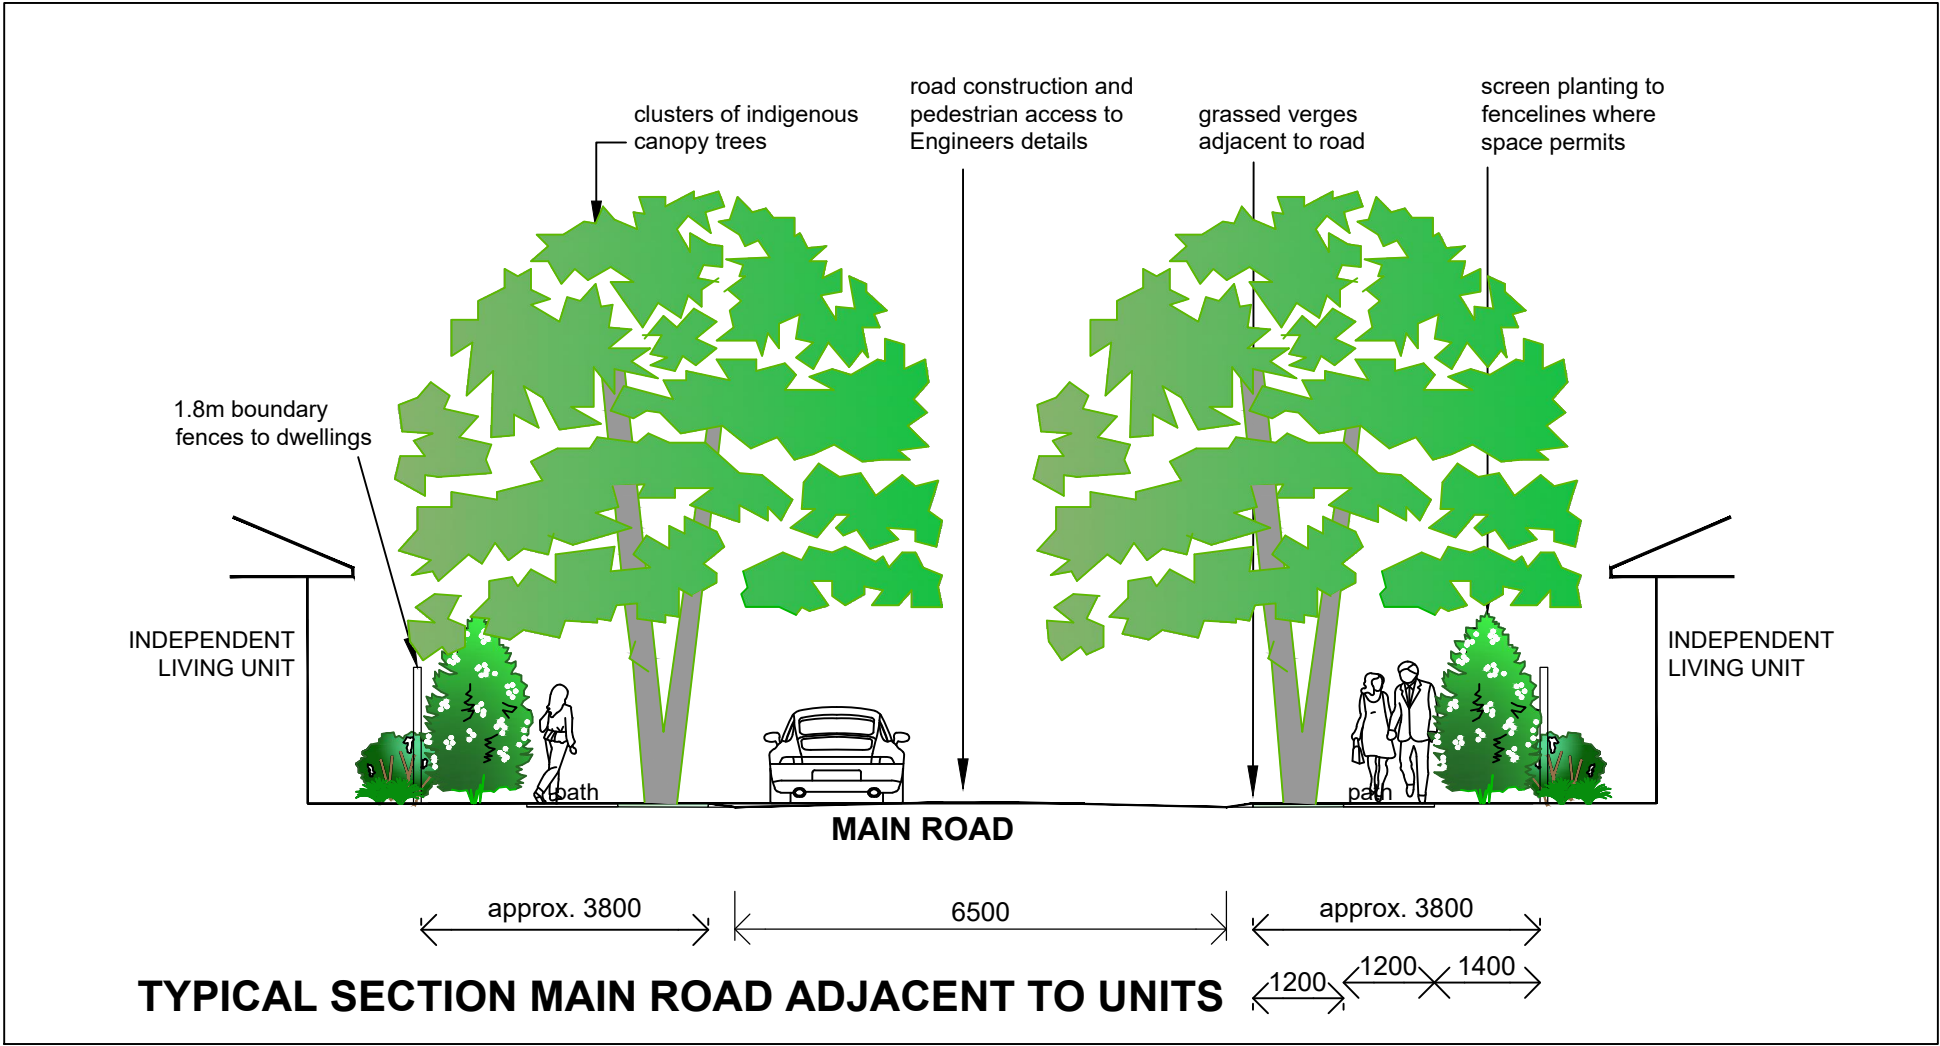 clusters of indigenous
canopy trees
road construction and
pedestrian access to
Engineers details
grassed verges
adjacent to road
screen planting to
fencelines where
space permits
1.8m boundary
fences to dwellings
INDEPENDENT
LIVING UNIT
INDEPENDENT
LIVING UNIT
path
path
MAIN ROAD
approx. 3800
6500
approx. 3800
1200
1200
1400
TYPICAL SECTION MAIN ROAD ADJACENT TO UNITS